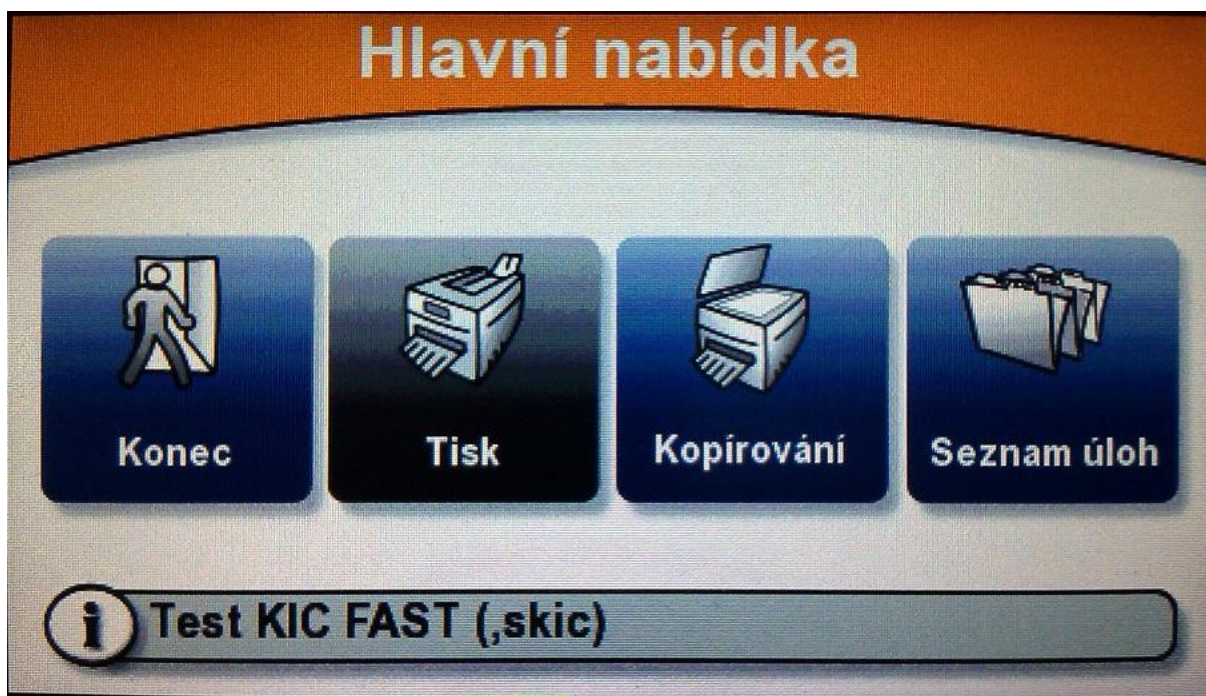 Hlavní nabídka
Konec
Tisk
Kopírování
Seznam úloh
i
Test KIC FAST (,skic)